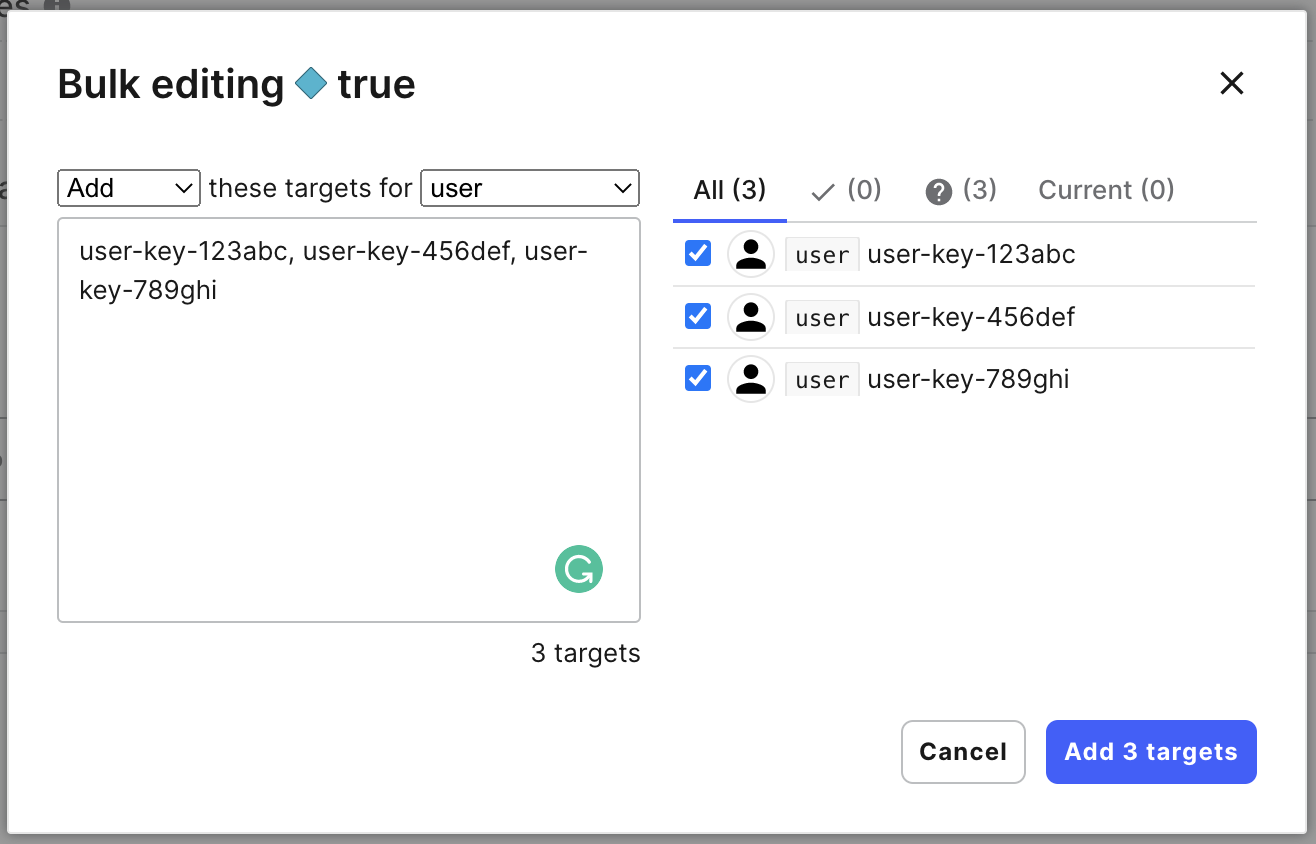 Bulk editing true
Add these targets for user
user-key-123abc, user-key-456def, user-
key-789ghi
3 targets
All (3) (0) ? (3) Current (0)
user user-key-123abc
user user-key-456def
user user-key-789ghi
Cancel Add 3 targets